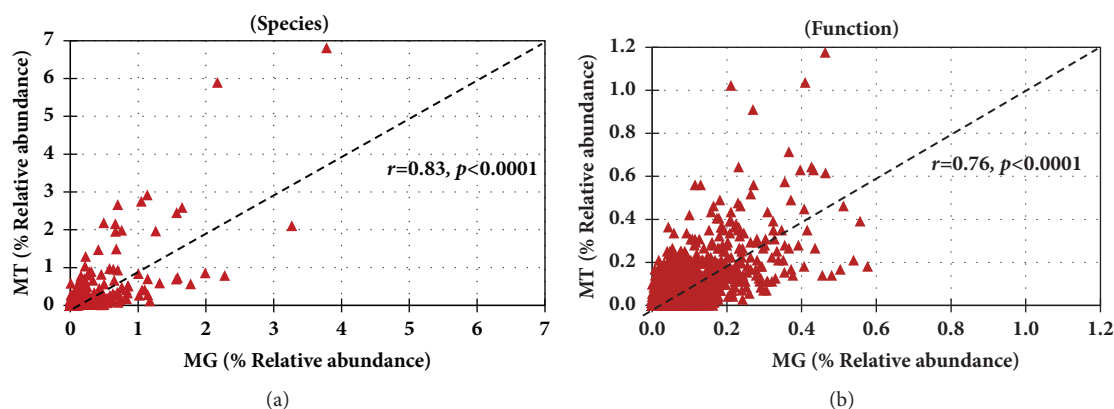 (Species)
7
6
5
4
3
2
1
0
MT (% Relative abundance)
r=0.83, p<0.0001
0 1 2 3 4 5 6 7
MG (% Relative abundance)
(a)
(Function)
1.2
1.0
0.8
0.6
0.4
0.2
0.0
MT (% Relative abundance)
r=0.76, p<0.0001
0.0 0.2 0.4 0.6 0.8 1.0 1.2
MG (% Relative abundance)
(b)